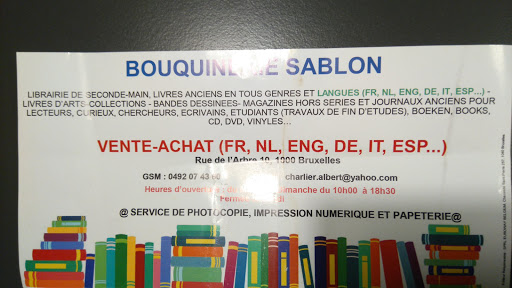 BOUQUINERIE SABLON
LIBRAIRIE DE SECONDE-MAIN, LIVRES ANCIENS EN TOUS GENRES ET LANGUES (FR, NL, ENG, DE, IT, ESP...) -
LIVRES D'ARTS-COLLECTIONS - BANDES DESSINEES- MAGAZINES HORS SERIES ET JOURNAUX ANCIENS POUR
LECTEURS, CURIEUX, CHERCHEURS, ECRIVAINS, ETUDIANTS (TRAVAUX DE FIN D'ETUDES), BOEKEN, BOOKS,
CD, DVD, VINYLES...
VENTE-ACHAT (FR, NL, ENG, DE, IT, ESP...)
Rue de l'Arbre 1000 Bruxelles
GSM : 0492 07 43 charlier.albert@yahoo.com
Heures d'ouverture dimanche du 10h00 à 18h30
@ SERVICE DE PHOTOCOPIE, IMPRESSION NUMERIQUE ET PAPETERIE@